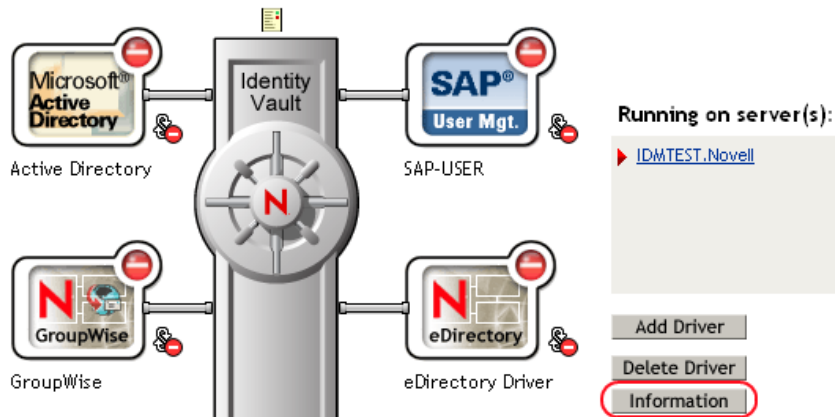 Microsoft®
Active
Directory
Active Directory
Identity
Vault
N
SAP®
User Mgt.
SAP-USER
N
GroupWise
GroupWise
N
eDirectory
eDirectory Driver
Running on server(s):
IDMTEST.Novell
Add Driver
Delete Driver
Information